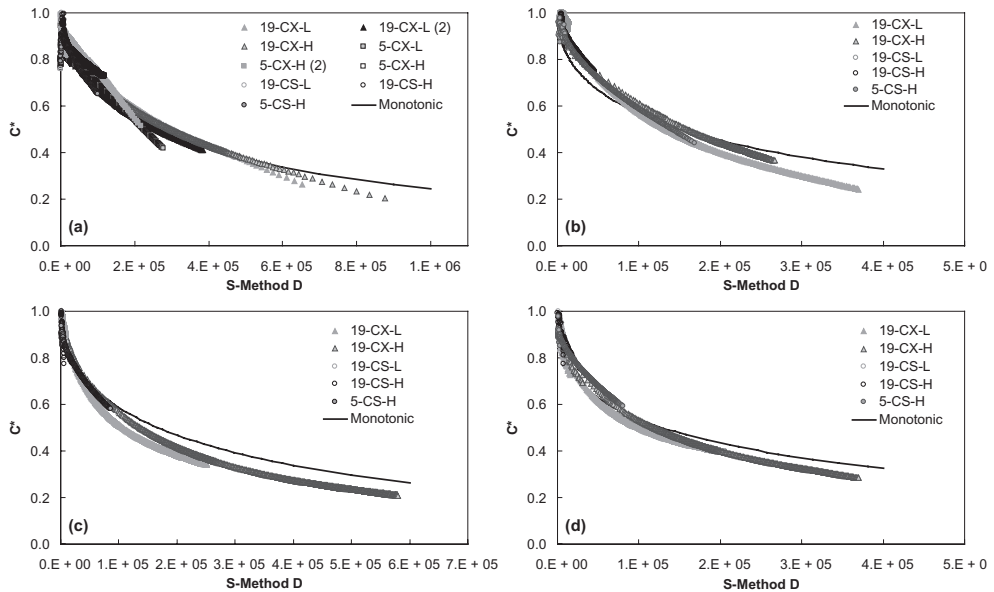 1.0
0.8
0.6
0.4
0.2
0.0
C*
19-CX-L
19-CX-L (2)
19-CX-H
5-CX-L
5-CX-H (2)
5-CX-H
19-CS-L
19-CS-H
5-CS-H
Monotonic
(a)
0.E + 00 2.E + 05 4.E + 05 6.E + 05 8.E + 05 1.E + 06
S-Method D
1.0
0.8
0.6
0.4
0.2
0.0
C*
19-CX-L
19-CX-H
19-CS-L
19-CS-H
5-CS-H
Monotonic
(b)
0.E + 00 1.E + 05 2.E + 05 3.E + 05 4.E + 05 5.E + 0
S-Method D
1.0
0.8
0.6
0.4
0.2
0.0
C*
19-CX-L
19-CX-H
19-CS-L
19-CS-H
5-CS-H
Monotonic
(c)
0.E + 00 1.E + 05 2.E + 05 3.E + 05 4.E + 05 5.E + 05 6.E + 05 7.E + 05
S-Method D
1.0
0.8
0.6
0.4
0.2
0.0
C*
19-CX-L
19-CX-H
19-CS-L
19-CS-H
5-CS-H
Monotonic
(d)
0.E + 00 1.E + 05 2.E + 05 3.E + 05 4.E + 05 5.E + 0
S-Method D